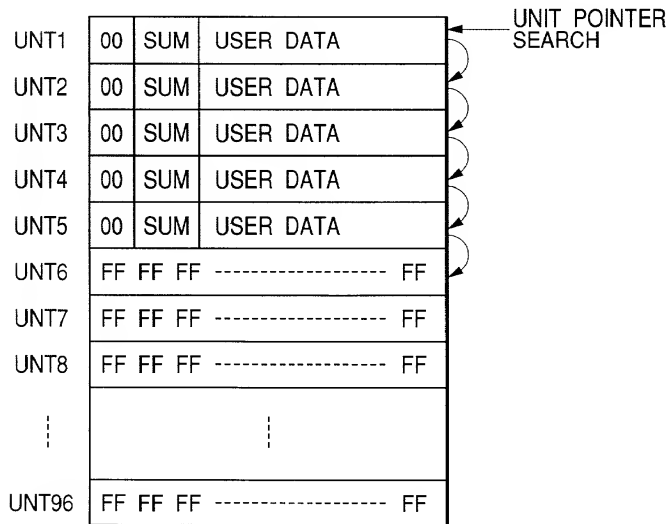 UNIT POINTER
SEARCH
UNT1 00 SUM USER DATA
UNT2 00 SUM USER DATA
UNT3 00 SUM USER DATA
UNT4 00 SUM USER DATA
UNT5 00 SUM USER DATA
UNT6 FF FF FF ------------------ FF
UNT7 FF FF FF ------------------ FF
UNT8 FF FF FF ------------------ FF
UNT96 FF FF FF ------------------ FF